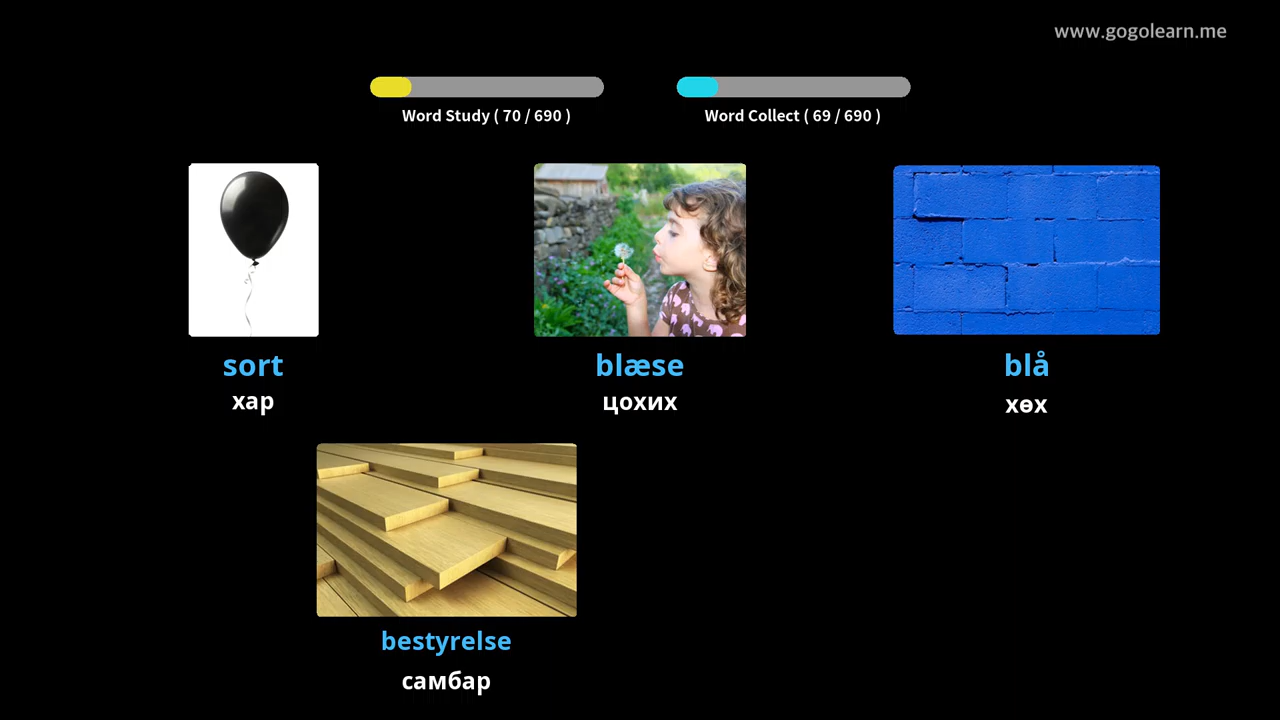 www.gogolearn.me
Word Study ( 70 / 690 )
Word Collect ( 69 / 690 )
sort
хар
blæse
цохих
blå
хөх
bestyrelse
самбар